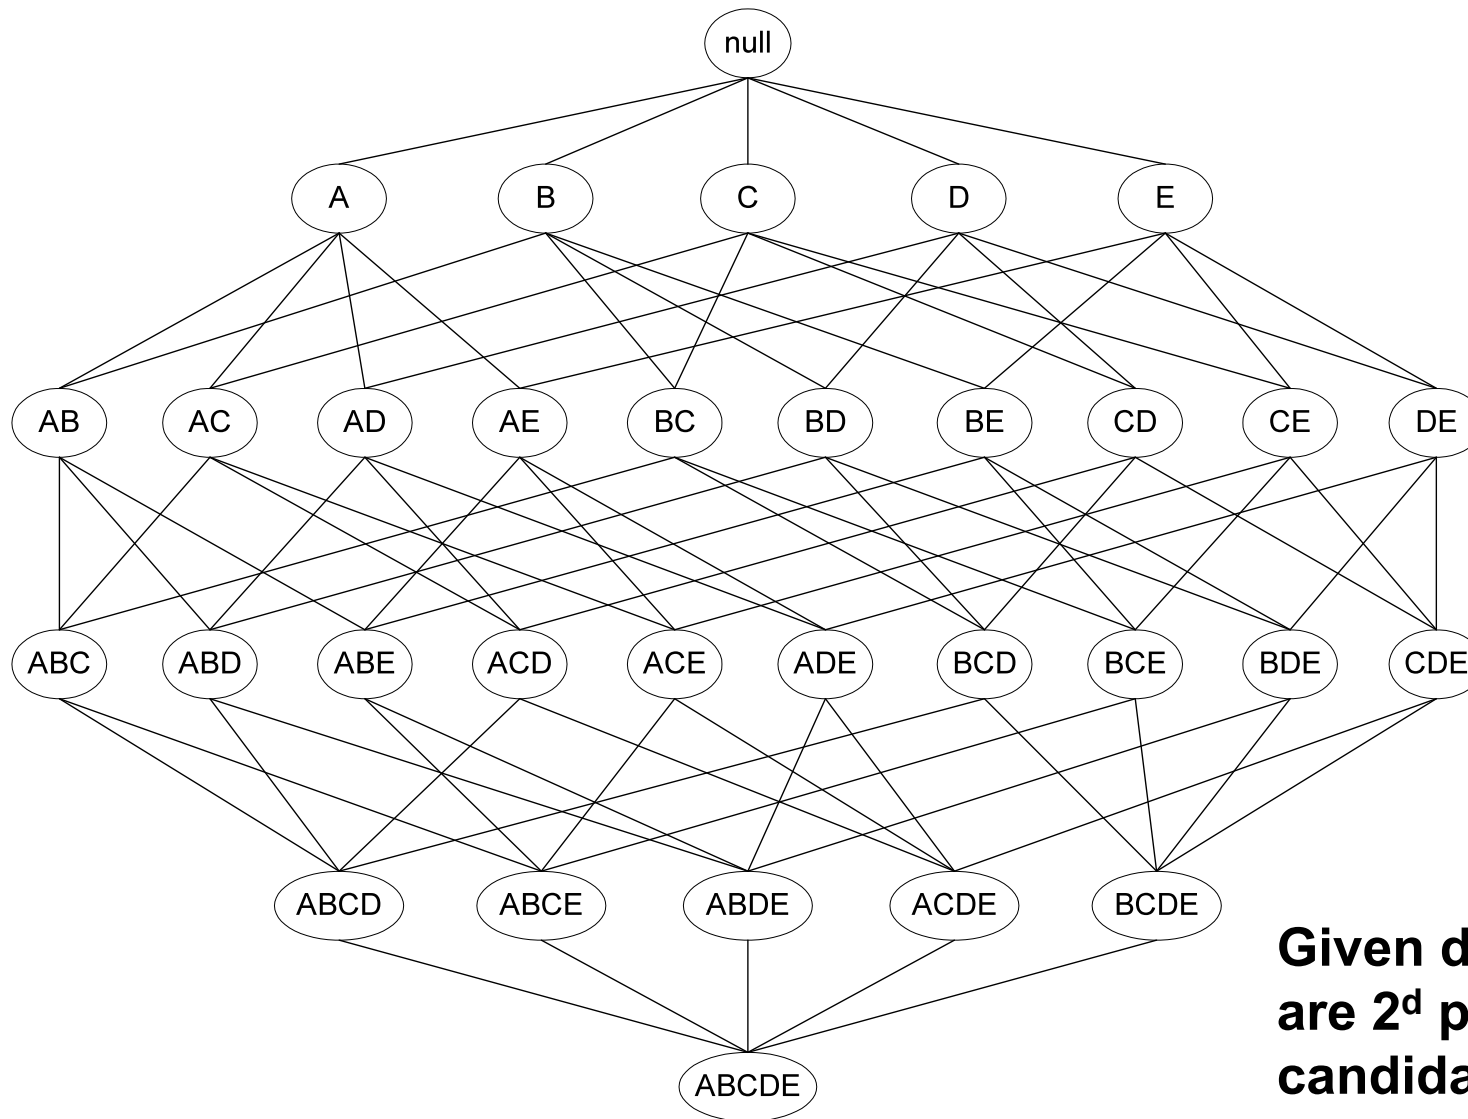 null
A B C D E
AB AC AD AE BC BD BE CD CE DE
ABC ABD ABE ACD ACE ADE BCD BCE BDE CDE
ABCD ABCE ABDE ACDE BCDE
Given d
are 2ᵈ p
candida
ABCDE